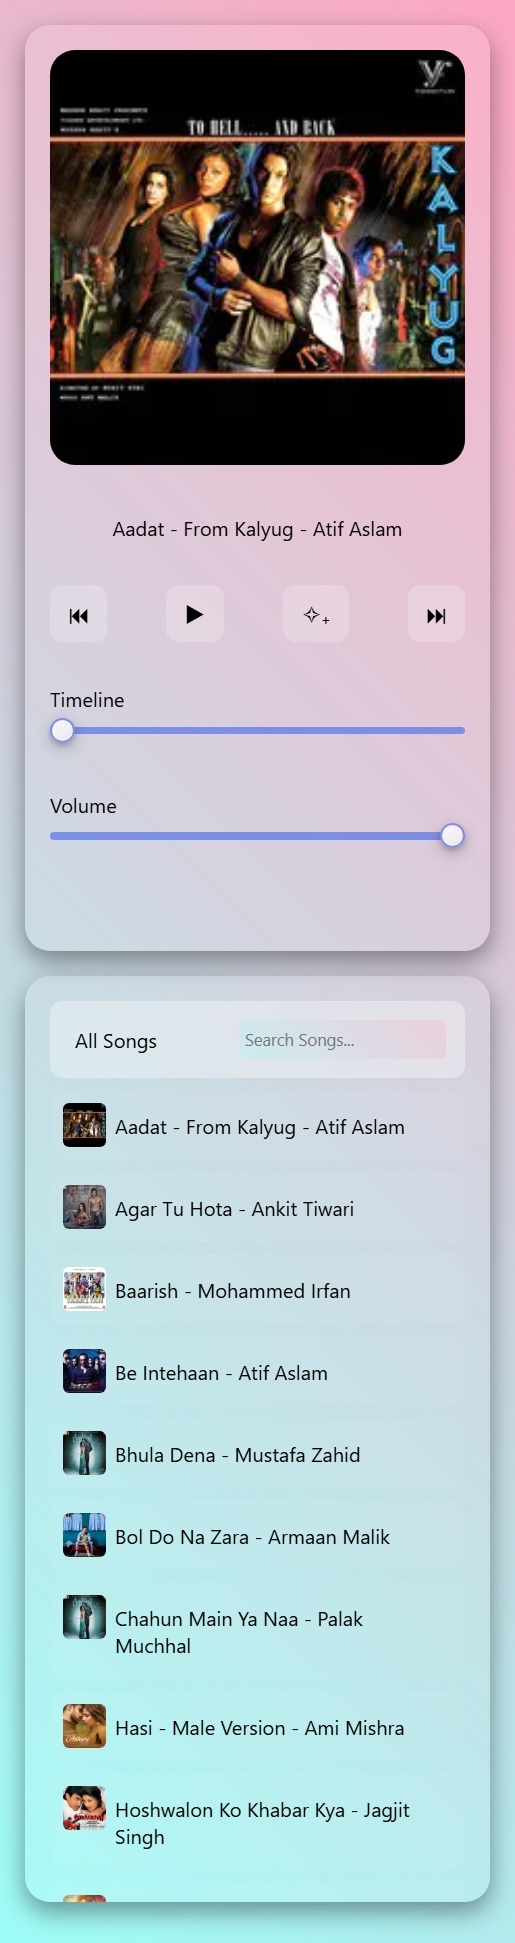 TO HELL..... AND BACK
KALYUG
Aadat - From Kalyug - Atif Aslam
Timeline
Volume
All Songs
Search Songs...
Aadat - From Kalyug - Atif Aslam
Agar Tu Hota - Ankit Tiwari
Baarish - Mohammed Irfan
Be Intehaan - Atif Aslam
Bhula Dena - Mustafa Zahid
Bol Do Na Zara - Armaan Malik
Chahun Main Ya Naa - Palak
Muchhal
Hasi - Male Version - Ami Mishra
Hoshwalon Ko Khabar Kya - Jagjit
Singh